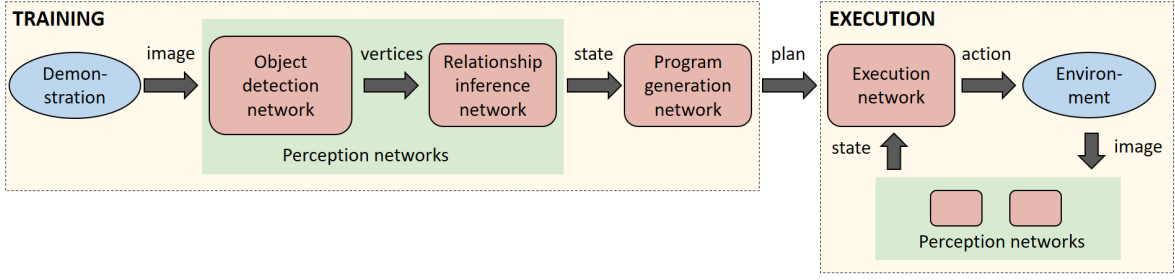 TRAINING
image
Demon-
stration
Object
detection
network
vertices
Relationship
inference
network
Perception networks
state
Program
generation
network
plan
EXECUTION
Execution
network
action
Environ-
ment
state
image
Perception networks